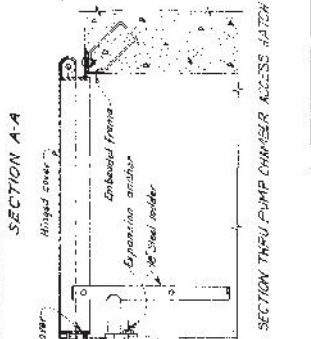 SECTION A-A
Hinged cover
Embedded Frame
Expansion anchor
Steel ladder
SECTION THRU PUMP CHAMBER ACCESS HATCH